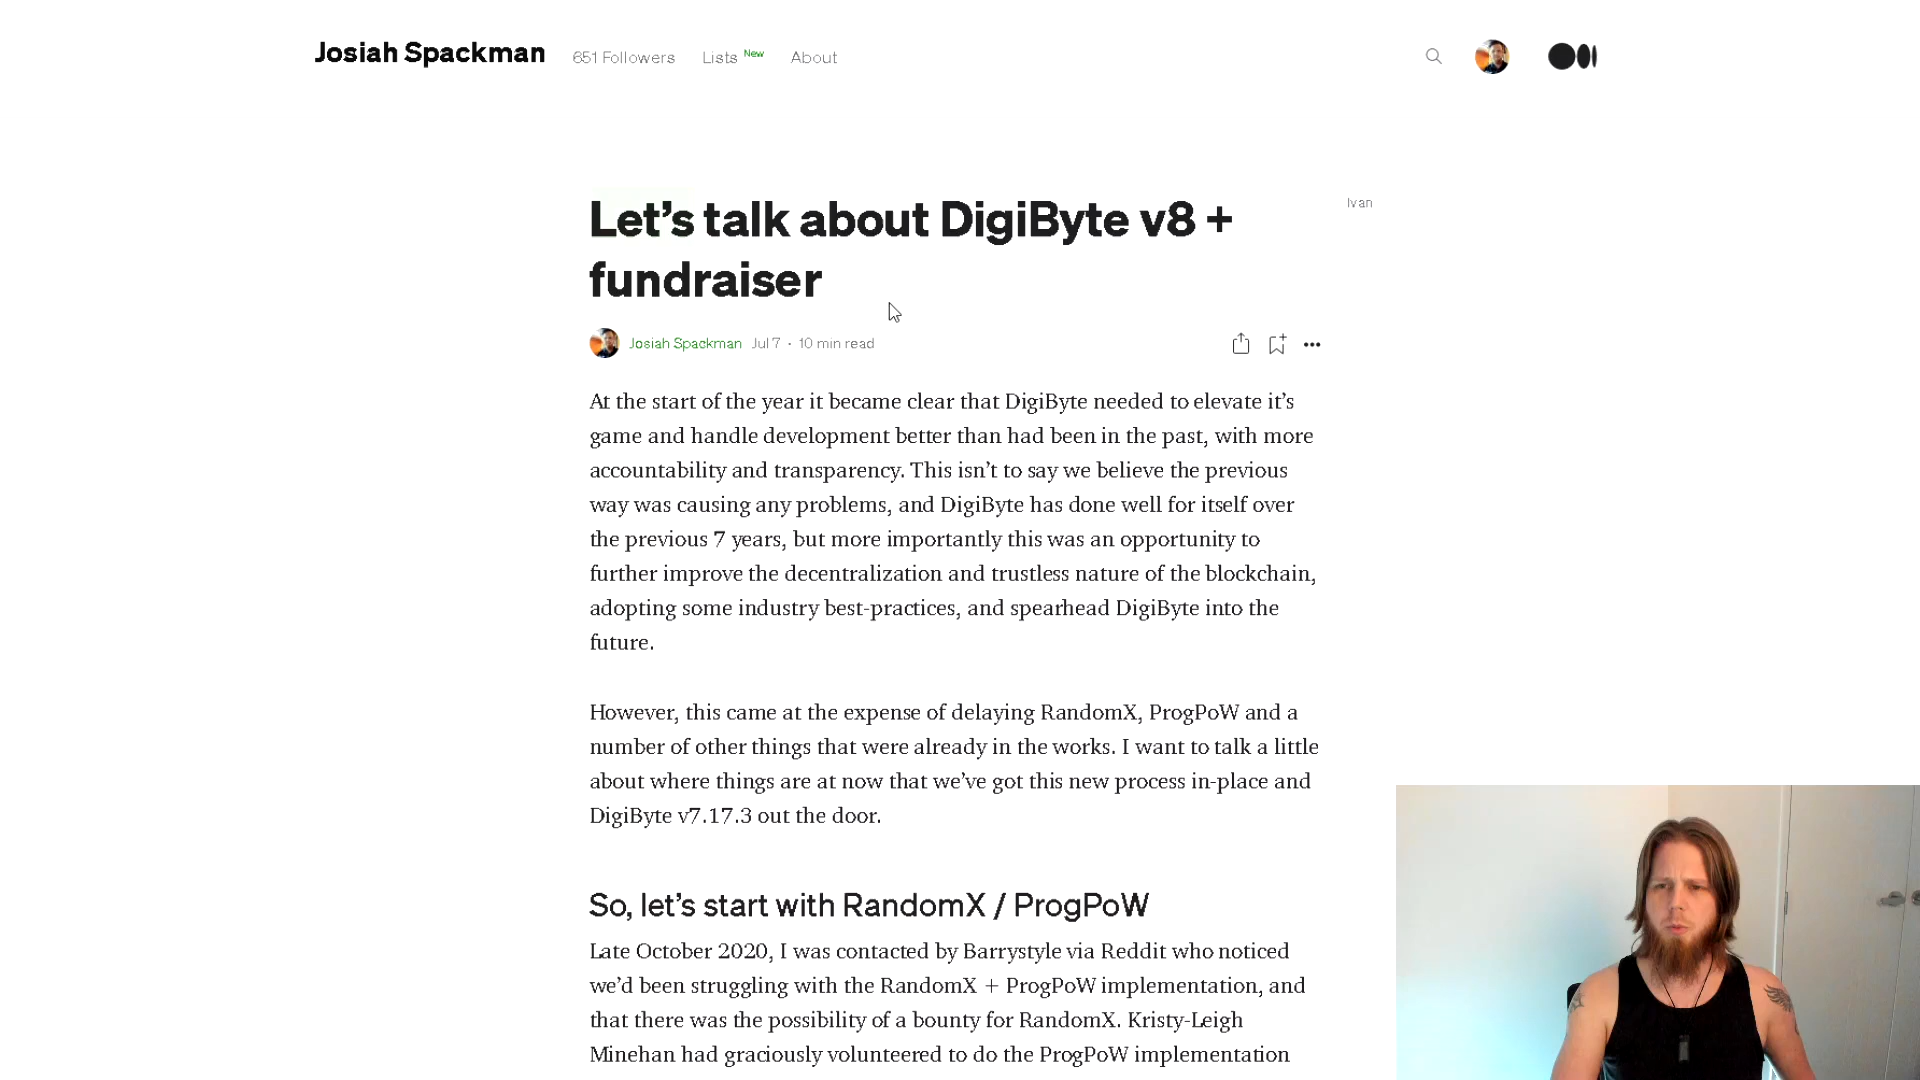 Josiah Spackman
651 Followers
Lists New
About
Let's talk about DigiByte v8 +
fundraiser
Ivan
Josiah Spackman Jul 7 · 10 min read
At the start of the year it became clear that DigiByte needed to elevate it's
game and handle development better than had been in the past, with more
accountability and transparency. This isn't to say we believe the previous
way was causing any problems, and DigiByte has done well for itself over
the previous 7 years, but more importantly this was an opportunity to
further improve the decentralization and trustless nature of the blockchain,
adopting some industry best-practices, and spearhead DigiByte into the
future.
However, this came at the expense of delaying RandomX, ProgPoW and a
number of other things that were already in the works. I want to talk a little
about where things are at now that we've got this new process in-place and
DigiByte v7.17.3 out the door.
So, let's start with RandomX / ProgPoW
Late October 2020, I was contacted by Barrystyle via Reddit who noticed
we'd been struggling with the RandomX + ProgPoW implementation, and
that there was the possibility of a bounty for RandomX. Kristy-Leigh
Minehan had graciously volunteered to do the ProgPoW implementation